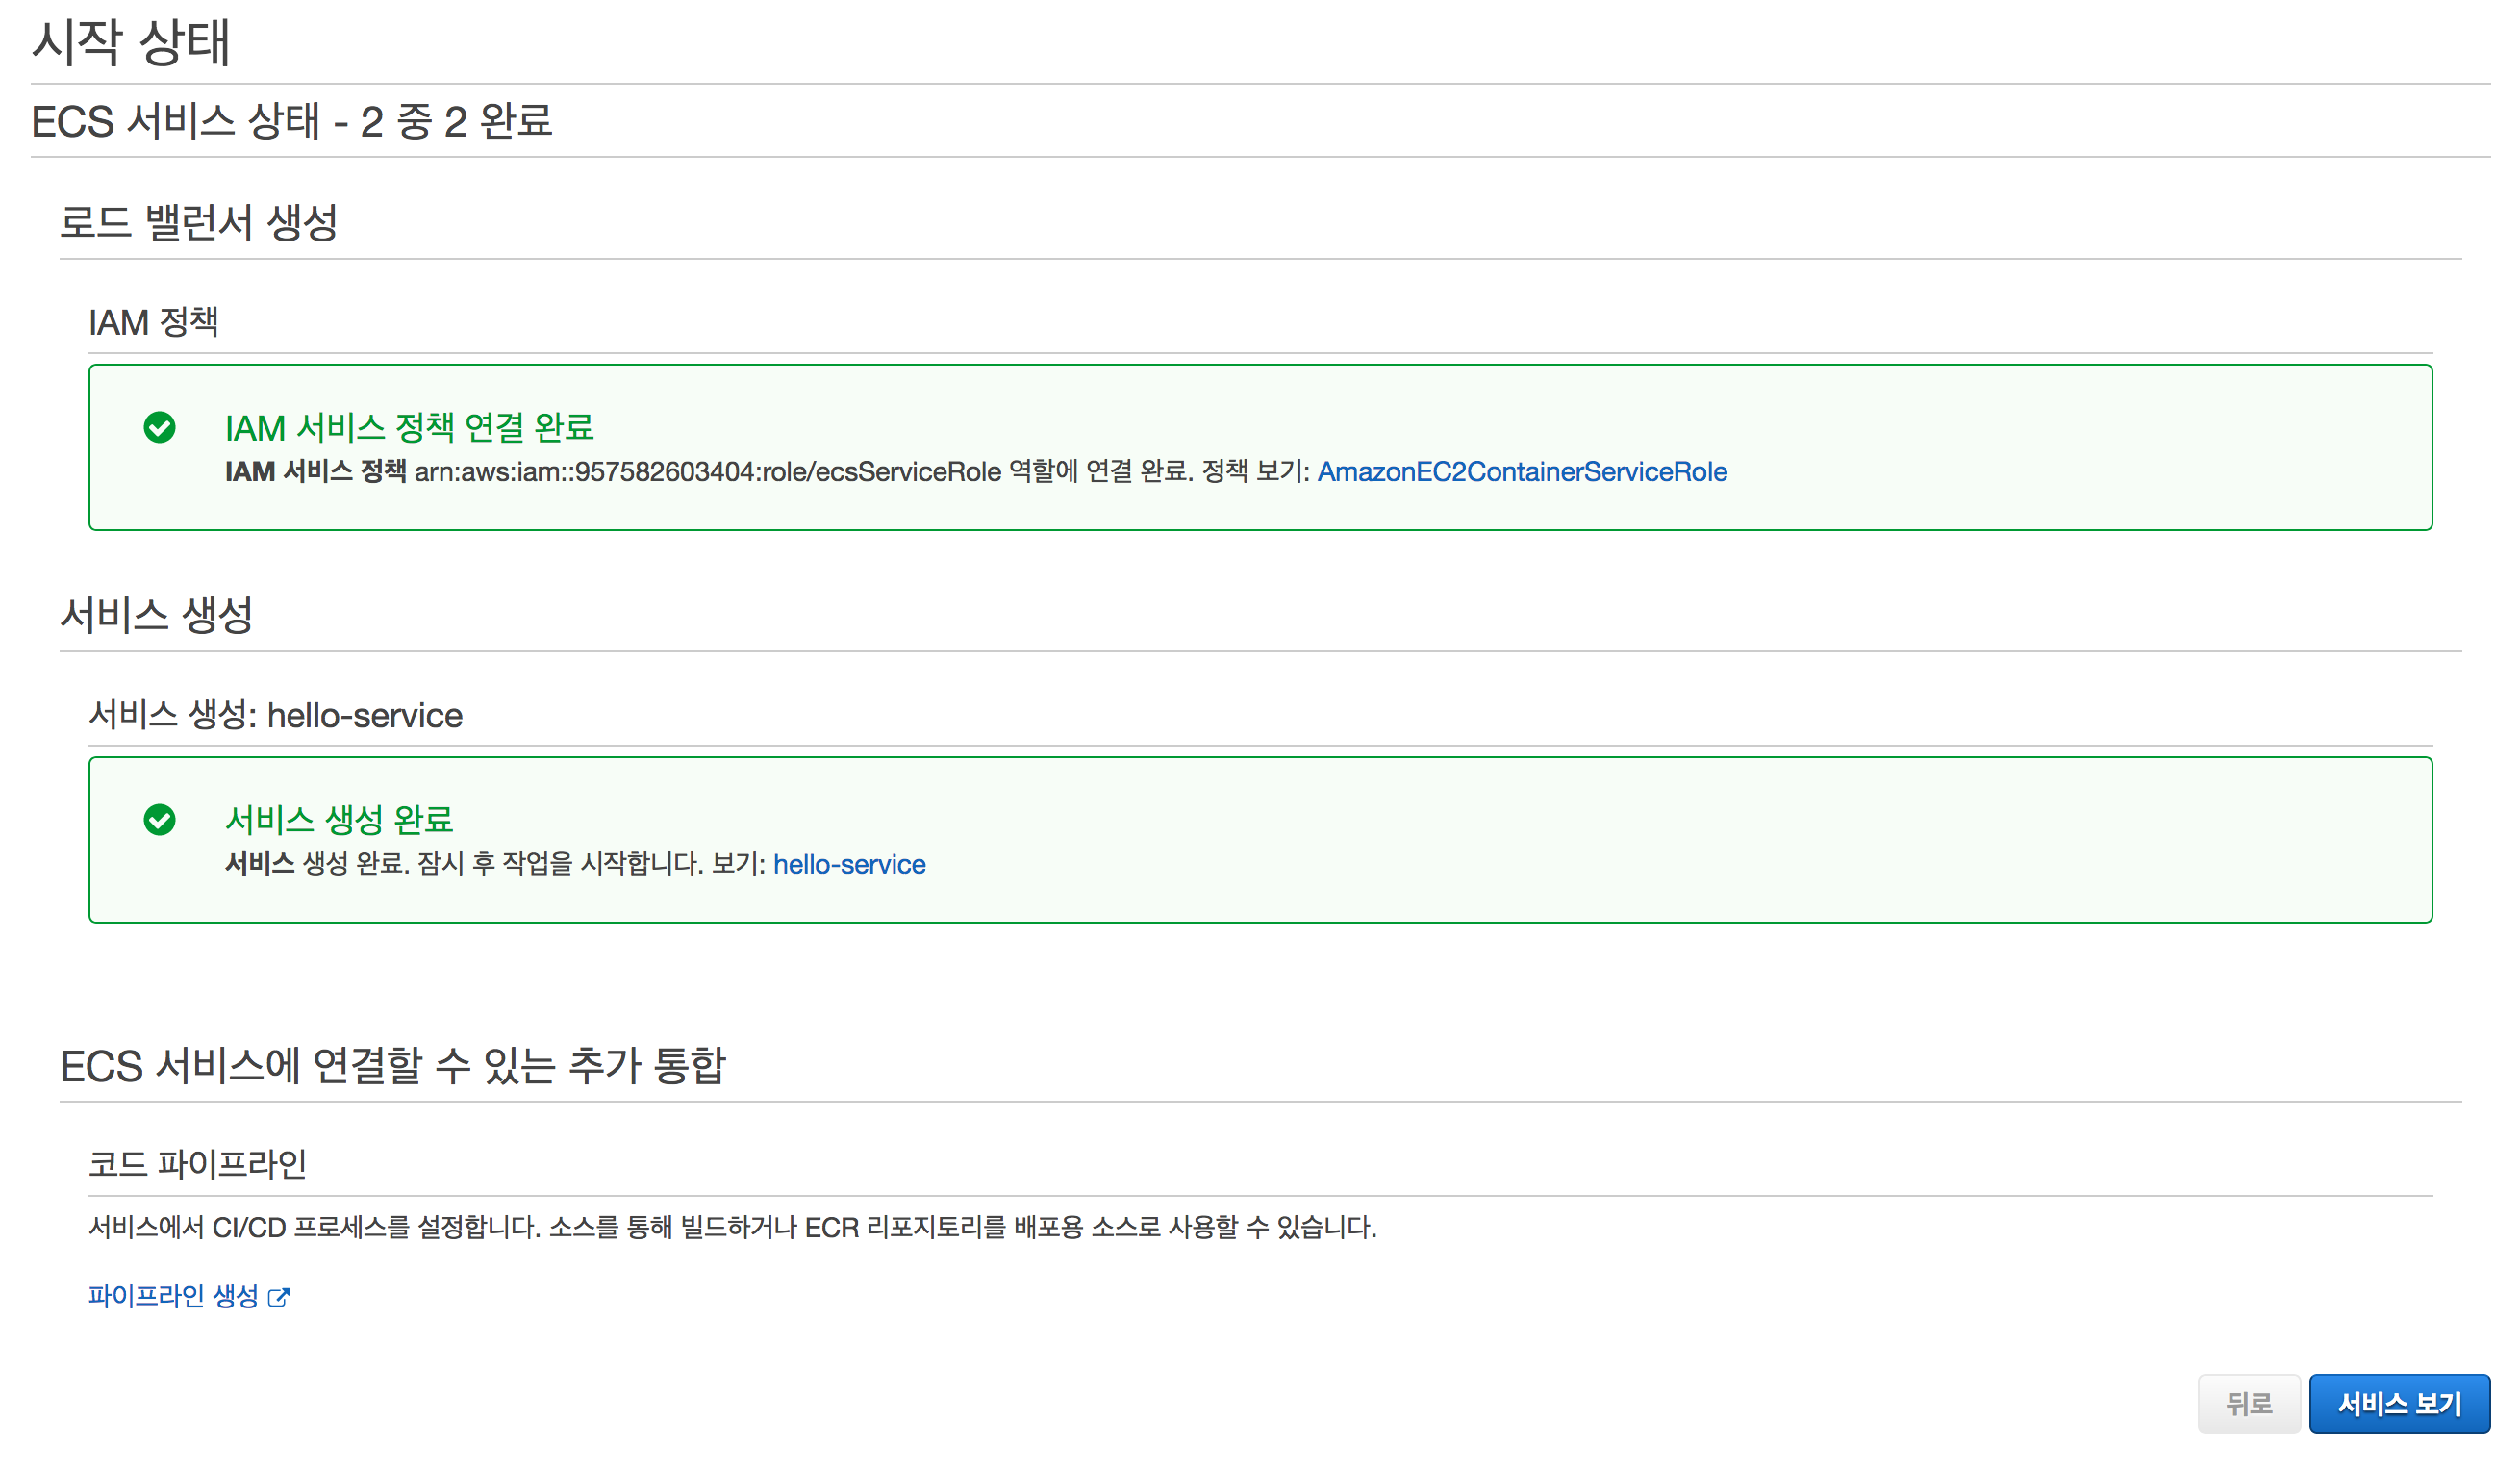 시작 상태
ECS 서비스 상태 - 2 중 2 완료
로드 밸런서 생성
IAM 정책
IAM 서비스 정책 연결 완료
IAM 서비스 정책 arn:aws:iam::957582603404:role/ecsServiceRole 역할에 연결 완료. 정책 보기: AmazonEC2ContainerServiceRole
서비스 생성
서비스 생성: hello-service
서비스 생성 완료
서비스 생성 완료. 잠시 후 작업을 시작합니다. 보기: hello-service
ECS 서비스에 연결할 수 있는 추가 통합
코드 파이프라인
서비스에서 CI/CD 프로세스를 설정합니다. 소스를 통해 빌드하거나 ECR 리포지토리를 배포용 소스로 사용할 수 있습니다.
파이프라인 생성
뒤로 서비스 보기